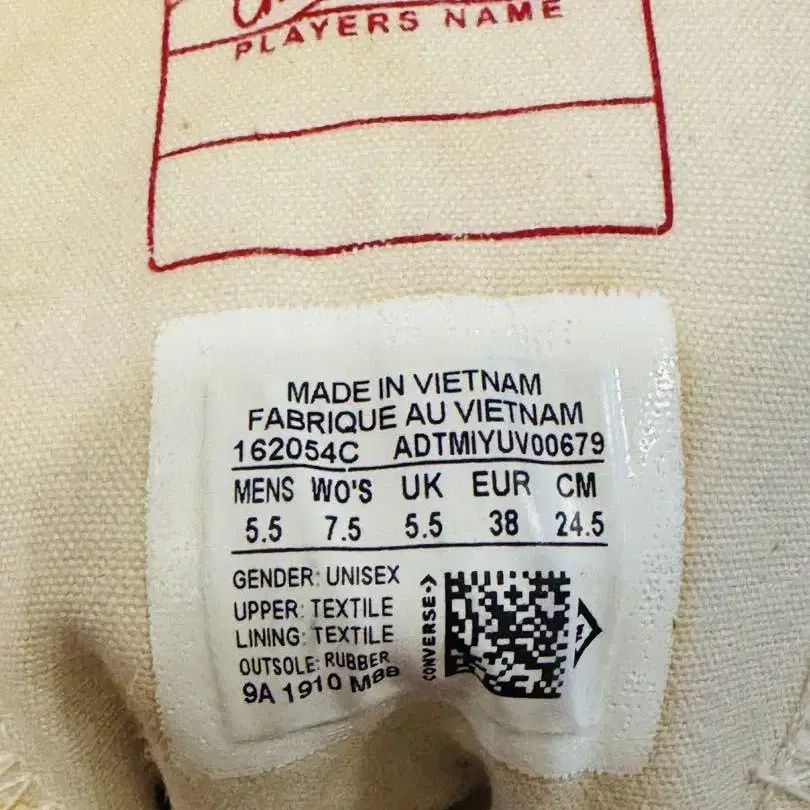 PLAYERS NAME
MADE IN VIETNAM
FABRIQUE AU VIETNAM
162054C ADTMIYUV00679
MENS WO'S UK EUR CM
5.5 7.5 5.5 38 24.5
GENDER: UNISEX
UPPER: TEXTILE
LINING: TEXTILE
OUTSOLE: RUBBER
9A 1910 M88
CONVERSE->